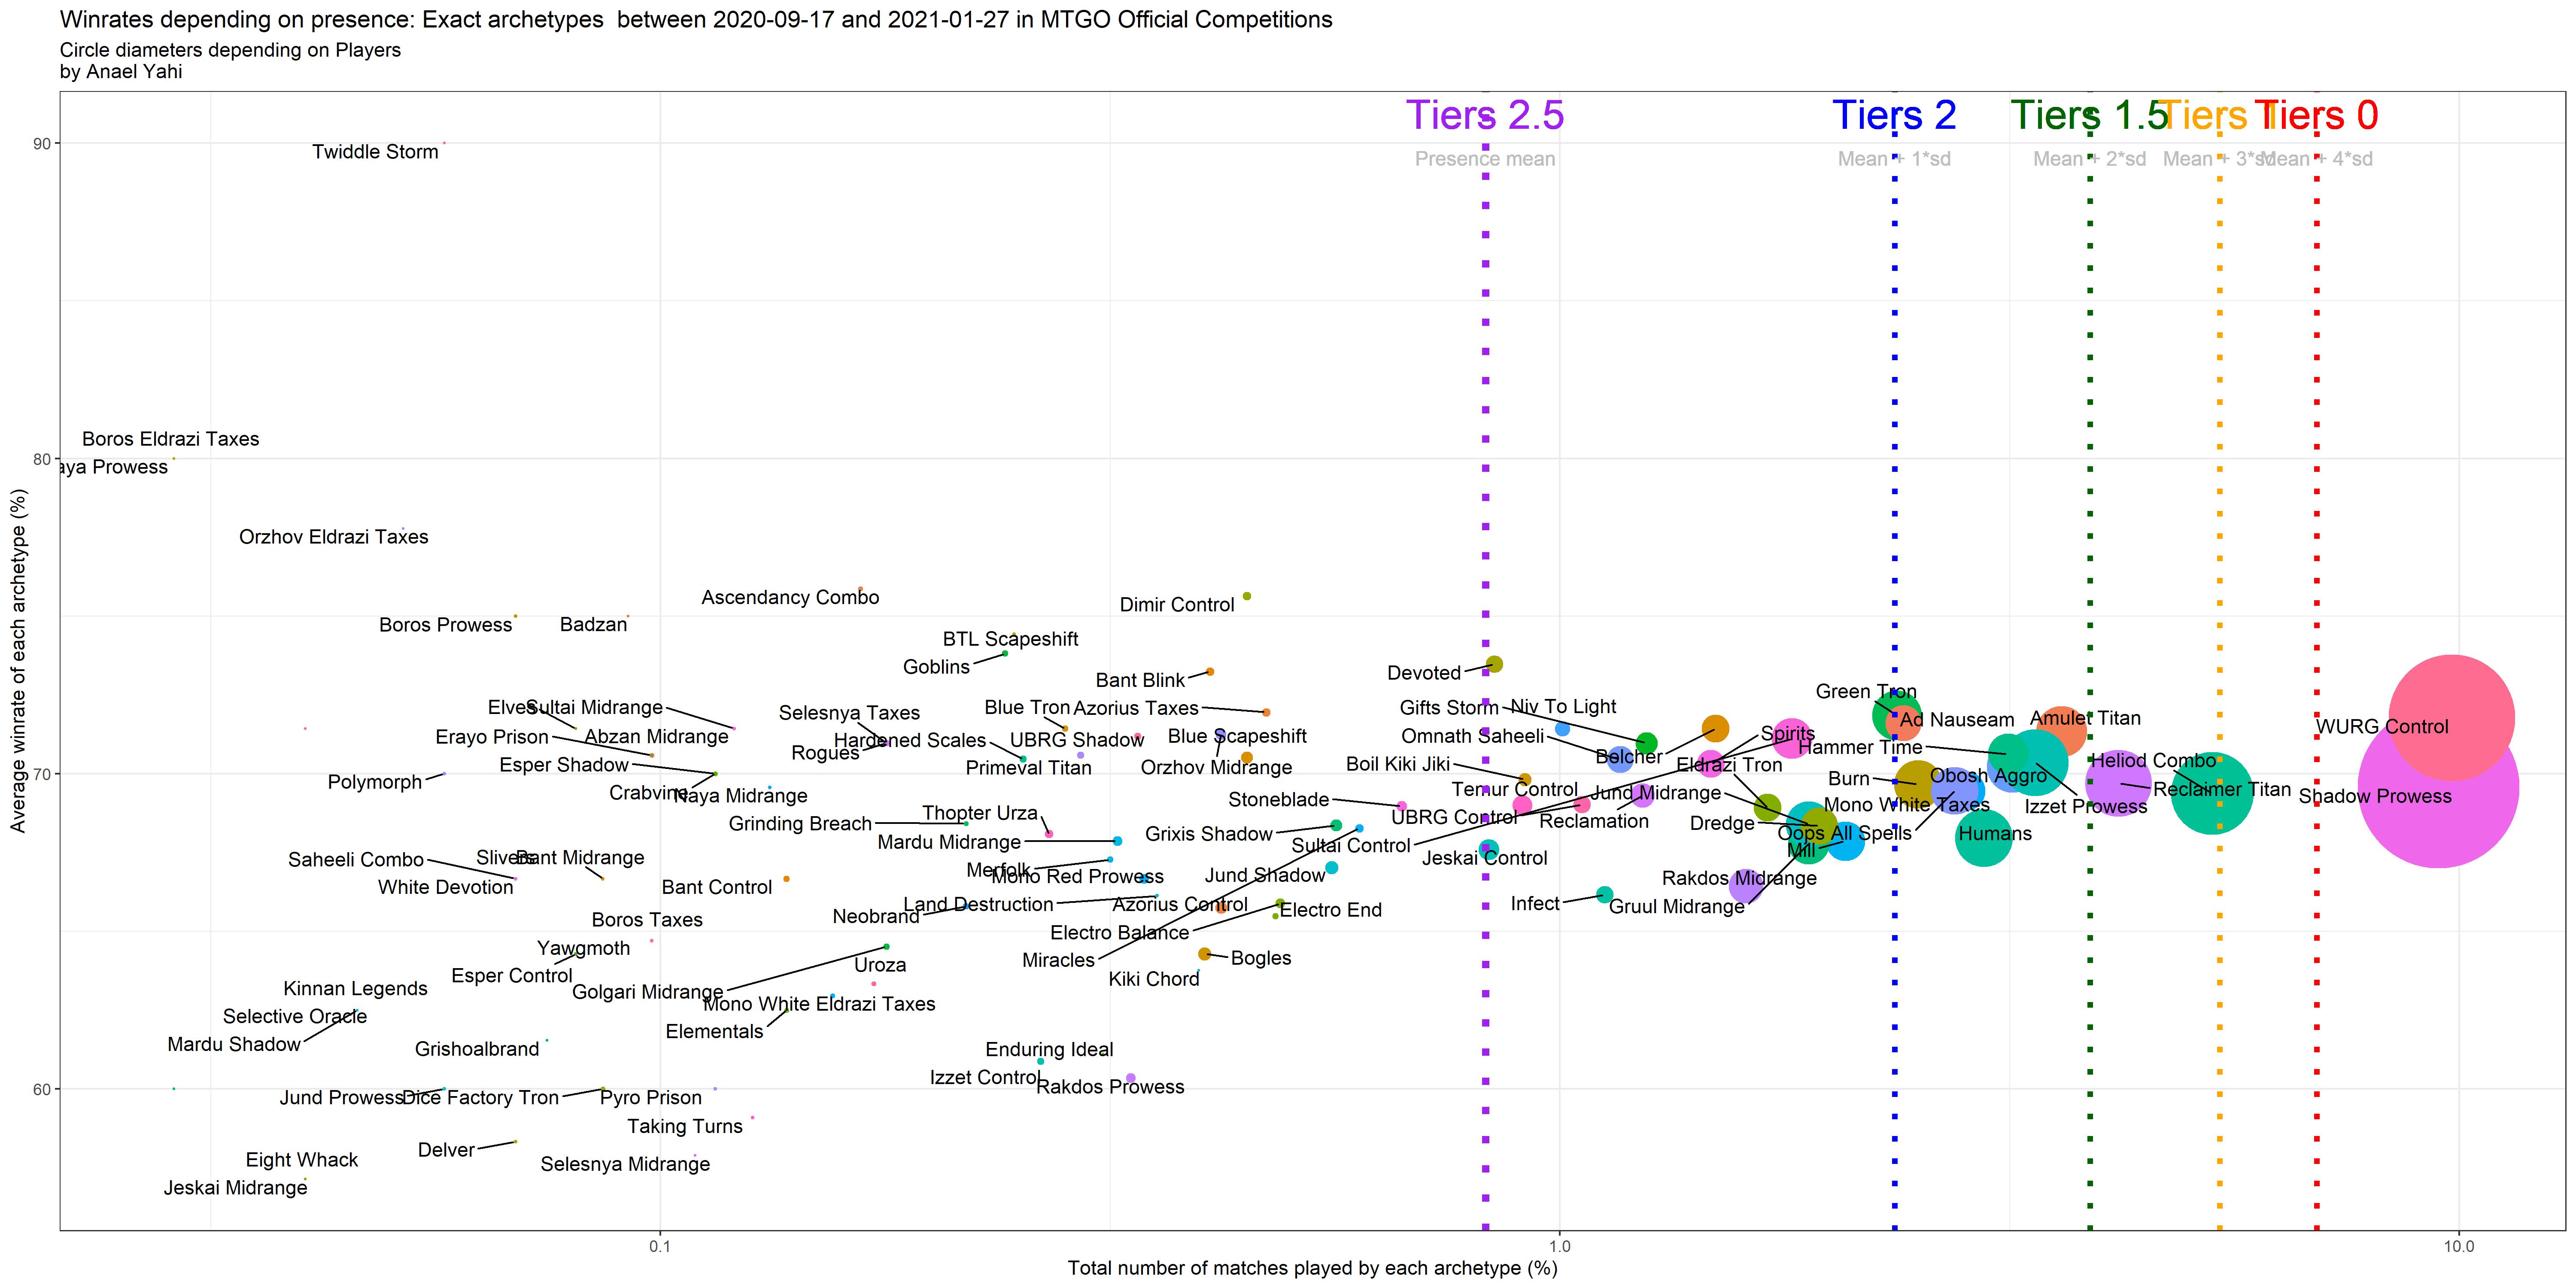 Winrates depending on presence: Exact archetypes  between 2020-09-17 and 2021-01-27 in MTGO Official Competitions
Circle diameters depending on Players
by Anael Yahi
Tiers 2.5
Tiers 2
Tiers 1.5
Tiers 1
Tiers 0
Presence mean
Mean + 1*sd
Mean + 2*sd
Mean + 3*sd
Mean + 4*sd
90
80
70
60
Average winrate of each archetype (%)
Twiddle Storm
Boros Eldrazi Taxes
aya Prowess
Orzhov Eldrazi Taxes
Ascendancy Combo
Dimir Control
Boros Prowess
Badzan
BTL Scapeshift
Goblins
Bant Blink
Devoted
Green Tron
Elves
Sultai Midrange
Selesnya Taxes
Blue Tron
Azorius Taxes
Gifts Storm
Niv To Light
Ad Nauseam
Amulet Titan
WURG Control
Erayo Prison
Abzan Midrange
Rogues
Hardened Scales
UBRG Shadow
Blue Scapeshift
Omnath Saheeli
Spirits
Hammer Time
Belcher
Esper Shadow
Primeval Titan
Orzhov Midrange
Boil Kiki Jiki
Eldrazi Tron
Heliod Combo
Polymorph
Burn
Obosh Aggro
Crabvine
Naya Midrange
Stoneblade
Temur Control
Jund Midrange
Mono White Taxes
Izzet Prowess
Reclaimer Titan
Shadow Prowess
Thopter Urza
Grinding Breach
UBRG Control
Reclamation
Dredge
Oops All Spells
Humans
Mardu Midrange
Grixis Shadow
Sultai Control
Mill
Saheeli Combo
Slivers
Bant Midrange
Jeskai Control
Merfolk
Mono Red Prowess
Jund Shadow
Rakdos Midrange
White Devotion
Bant Control
Land Destruction
Azorius Control
Electro End
Infect
Gruul Midrange
Boros Taxes
Neobrand
Electro Balance
Yawgmoth
Esper Control
Uroza
Miracles
Bogles
Kiki Chord
Kinnan Legends
Golgari Midrange
Mono White Eldrazi Taxes
Selective Oracle
Elementals
Mardu Shadow
Grishoalbrand
Enduring Ideal
Izzet Control
Rakdos Prowess
Jund Prowess
Dice Factory Tron
Pyro Prison
Taking Turns
Delver
Eight Whack
Selesnya Midrange
Jeskai Midrange
0.1
1.0
10.0
Total number of matches played by each archetype (%)